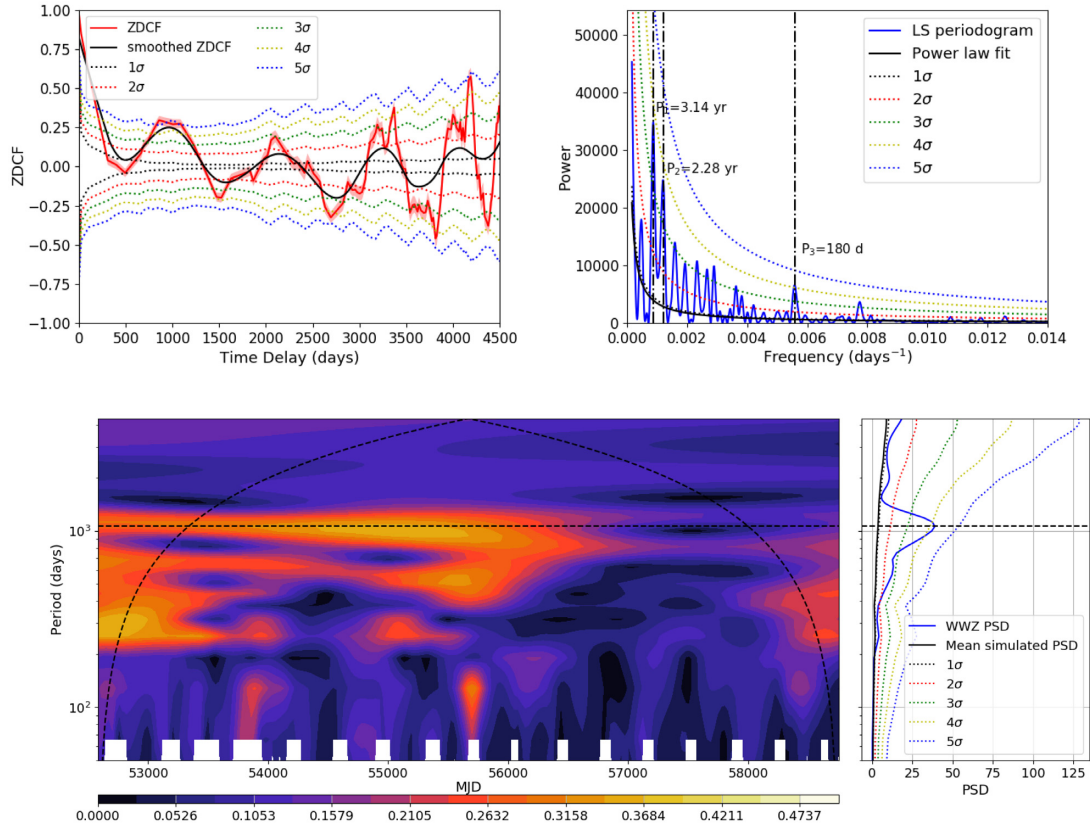 1.00
0.75
0.50
0.25
0.00
−0.25
−0.50
−0.75
−1.00
ZDCF
ZDCF
smoothed ZDCF
1σ
2σ
3σ
4σ
5σ
0 500 1000 1500 2000 2500 3000 3500 4000 4500
Time Delay (days)
50000
40000
30000
20000
10000
0
Power
P₁=3.14 yr
P₂=2.28 yr
P₃=180 d
LS periodogram
Power law fit
1σ
2σ
3σ
4σ
5σ
0.000 0.002 0.004 0.006 0.008 0.010 0.012 0.014
Frequency (days⁻¹)
10³
10²
Period (days)
53000 54000 55000 56000 57000 58000
MJD
0.0000 0.0526 0.1053 0.1579 0.2105 0.2632 0.3158 0.3684 0.4211 0.4737
WWZ PSD
Mean simulated PSD
1σ
2σ
3σ
4σ
5σ
0 25 50 75 100 125
PSD